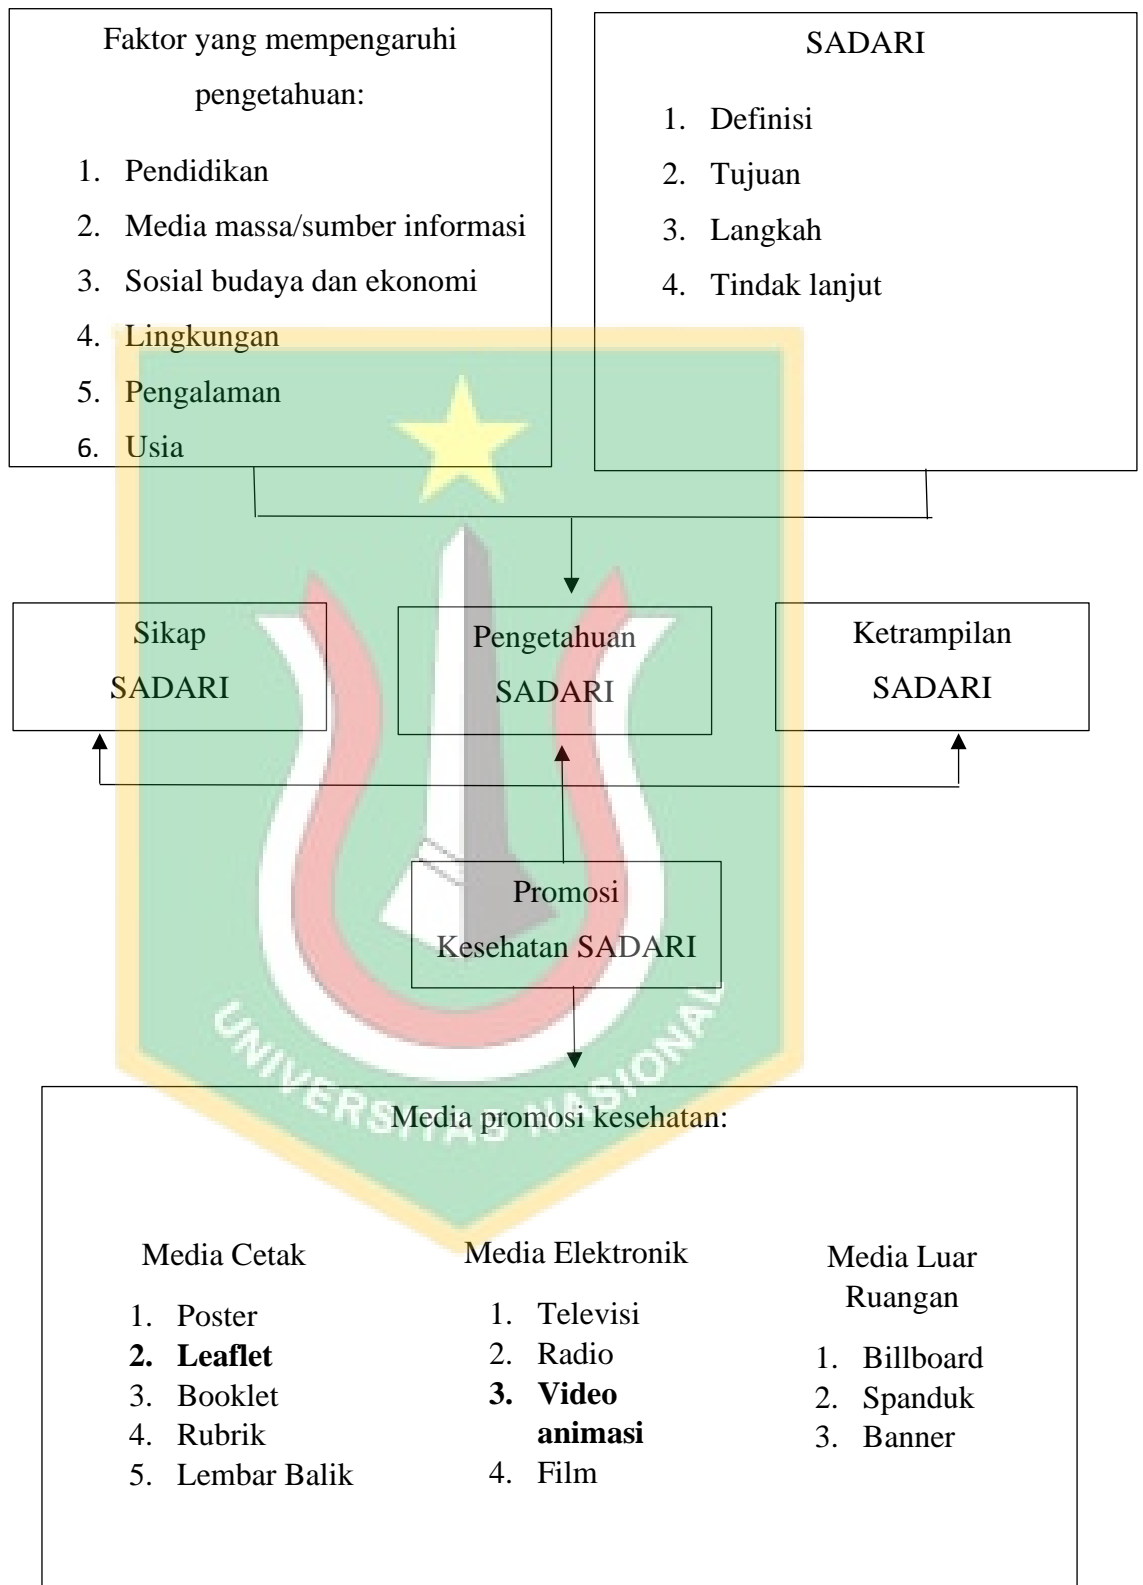 Faktor yang mempengaruhi
pengetahuan:
1. Pendidikan
2. Media massa/sumber informasi
3. Sosial budaya dan ekonomi
4. Lingkungan
5. Pengalaman
6. Usia
SADARI
1. Definisi
2. Tujuan
3. Langkah
4. Tindak lanjut
Sikap
SADARI
Pengetahuan
SADARI
Ketrampilan
SADARI
Promosi
Kesehatan SADARI
UNIVERSITAS NASIONAL
Media promosi kesehatan:
Media Cetak
1. Poster
2. Leaflet
3. Booklet
4. Rubrik
5. Lembar Balik
Media Elektronik
1. Televisi
2. Radio
3. Video
animasi
4. Film
Media Luar
Ruangan
1. Billboard
2. Spanduk
3. Banner